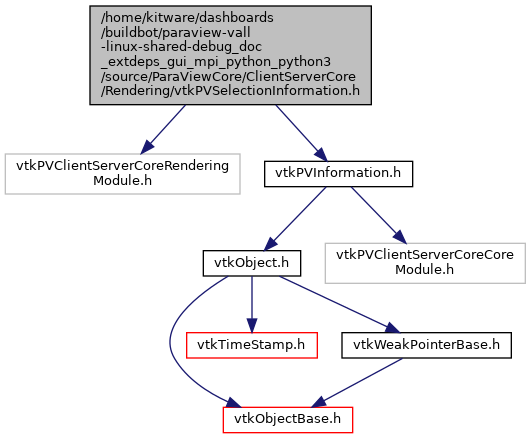 /home/kitware/dashboards
/buildbot/paraview-vall
-linux-shared-debug_doc
_extdeps_gui_mpi_python_python3
/source/ParaViewCore/ClientServerCore
/Rendering/vtkPVSelectionInformation.h
vtkPVClientServerCoreRendering
Module.h
vtkPVInformation.h
vtkObject.h
vtkPVClientServerCoreCore
Module.h
vtkTimeStamp.h
vtkWeakPointerBase.h
vtkObjectBase.h